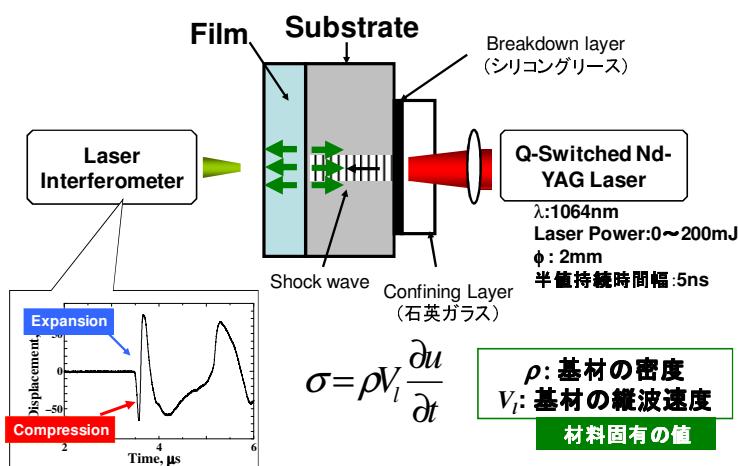 Film
Substrate
Breakdown layer
（シリコングリース）
Laser
Interferometer
Q-Switched Nd-
YAG Laser
λ:1064nm
Laser Power:0～200mJ
ϕ : 2mm
半値持続時間幅:5ns
Shock wave
Confining Layer
（石英ガラス）
Expansion
Compression
Displacement,
-50
2
4
6
Time, μs
σ = ρV_l ∂u/∂t
ρ: 基材の密度
V_l: 基材の縦波速度
材料固有の値